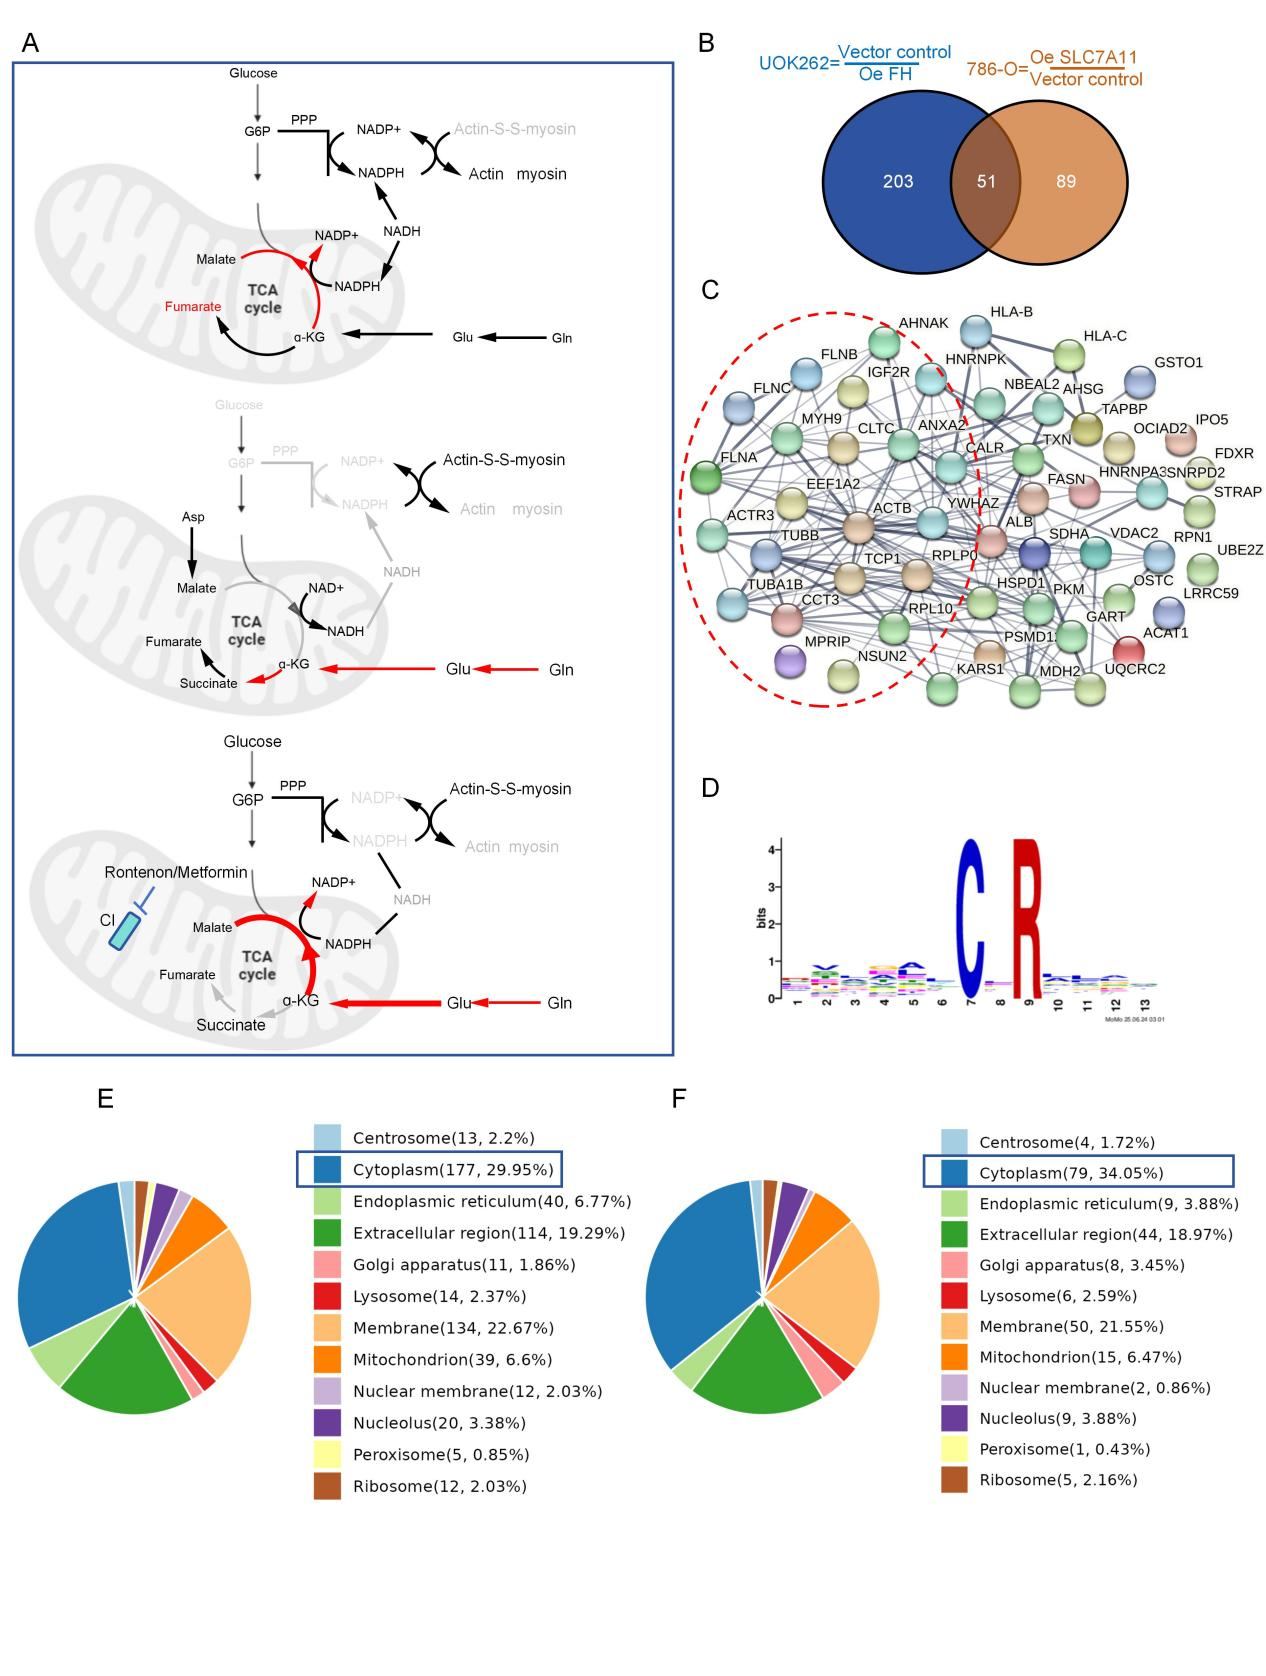 A
Glucose
G6P
PPP
NADP+
Actin-S-S-myosin
NADPH
Actin myosin
NADH
NADP+
Malate
NADPH
TCA
cycle
Fumarate
α-KG
Glu
Gln
Glucose
G6P
PPP
NADP+
Actin-S-S-myosin
NADPH
Actin myosin
Asp
NADH
Malate
NAD+
TCA
cycle
NADH
Fumarate
α-KG
Succinate
Glu
Gln
Glucose
G6P
PPP
NADP+
Actin-S-S-myosin
NADPH
Actin myosin
Rontenon/Metformin
NADP+
NADH
CI
Malate
NADPH
TCA
cycle
Fumarate
α-KG
Glu
Gln
Succinate
B
UOK262=
Vector control
Oe FH
786-O=
Oe SLC7A11
Vector control
203
51
89
C
HLA-B
AHNAK
HLA-C
FLNB
HNRNPK
GSTO1
IGF2R
NBEAL2
AHSG
FLNC
TAPBP
IPO5
MYH9
CLTC
ANXA2
OCIAD2
TXN
CALR
FDXR
FLNA
HNRNPA3
SNRPD2
FASN
EEF1A2
STRAP
YWHAZ
ACTR3
ACTB
ALB
TUBB
SDHA
VDAC2
RPN1
UBE2Z
TCP1
RPLP0
OSTC
TUBA1B
HSPD1
PKM
LRRC59
CCT3
RPL10
GART
MPRIP
PSMD12
ACAT1
NSUN2
KARS1
MDH2
UQCRC2
D
bits
4
3
2
1
0
C
R
1
2
3
4
5
6
7
8
9
10
11
12
13
MoMo 25.06.24 03:01
E
Centrosome(13, 2.2%)
Cytoplasm(177, 29.95%)
Endoplasmic reticulum(40, 6.77%)
Extracellular region(114, 19.29%)
Golgi apparatus(11, 1.86%)
Lysosome(14, 2.37%)
Membrane(134, 22.67%)
Mitochondrion(39, 6.6%)
Nuclear membrane(12, 2.03%)
Nucleolus(20, 3.38%)
Peroxisome(5, 0.85%)
Ribosome(12, 2.03%)
F
Centrosome(4, 1.72%)
Cytoplasm(79, 34.05%)
Endoplasmic reticulum(9, 3.88%)
Extracellular region(44, 18.97%)
Golgi apparatus(8, 3.45%)
Lysosome(6, 2.59%)
Membrane(50, 21.55%)
Mitochondrion(15, 6.47%)
Nuclear membrane(2, 0.86%)
Nucleolus(9, 3.88%)
Peroxisome(1, 0.43%)
Ribosome(5, 2.16%)